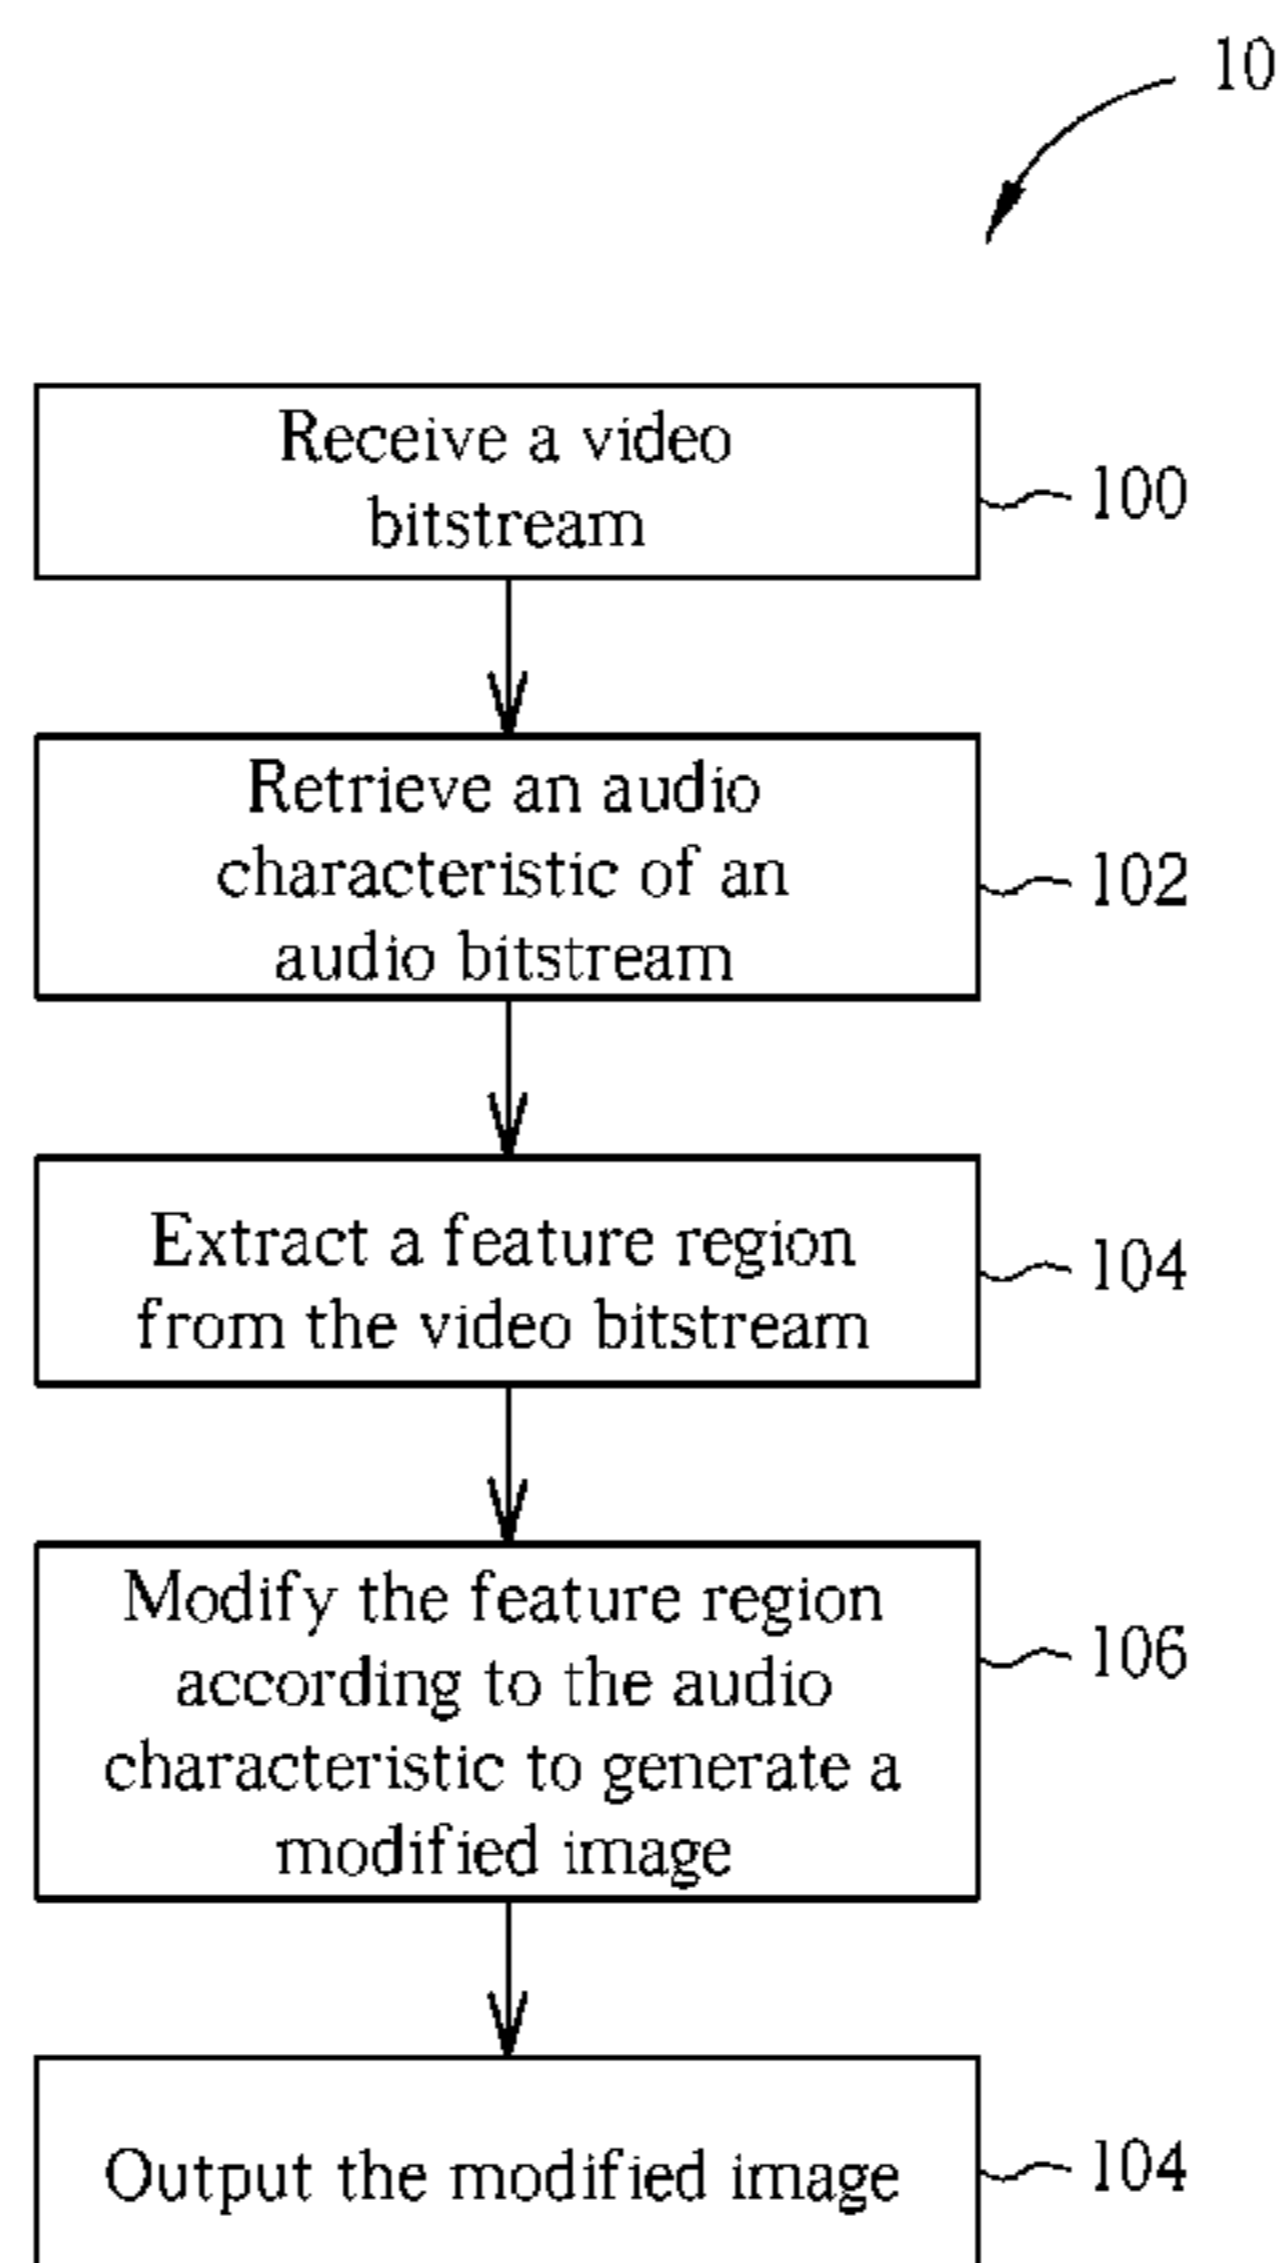 10
Receive a video
bitstream
100
Retrieve an audio
characteristic of an
audio bitstream
102
Extract a feature region
from the video bitstream
104
Modify the feature region
according to the audio
characteristic to generate a
modified image
106
Output the modified image
104